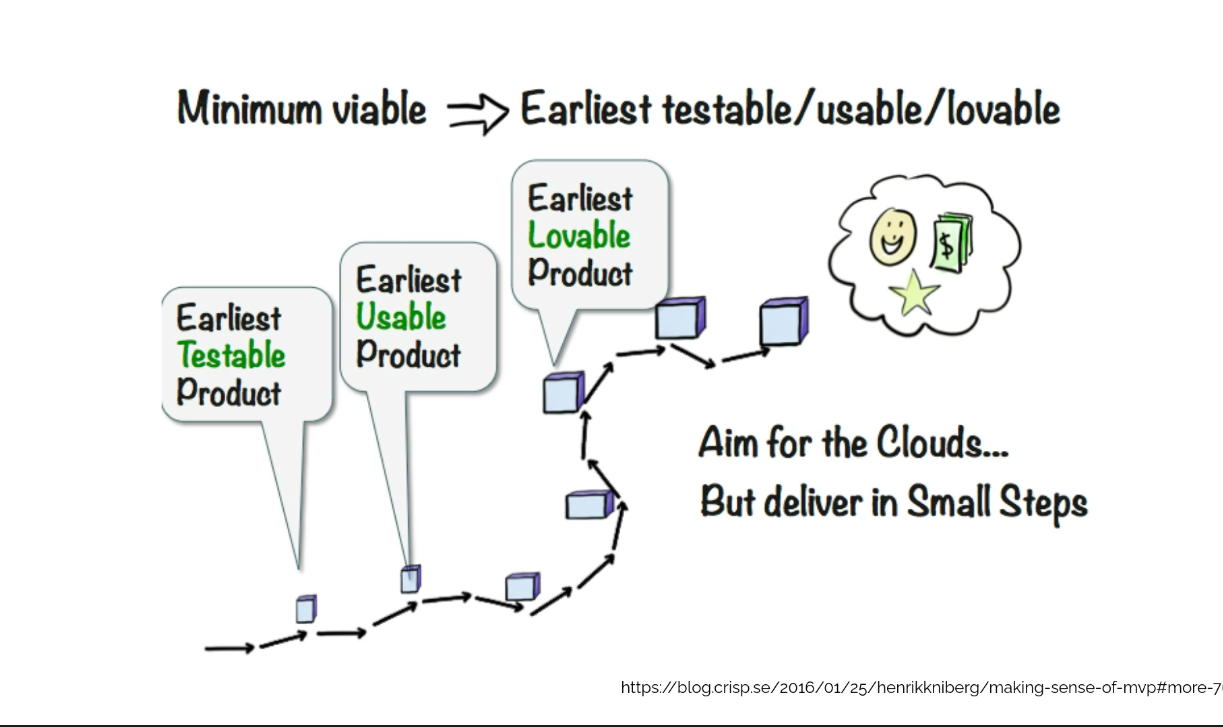 Minimum viable ⇒ Earliest testable/usable/lovable
Earliest
Testable
Product
Earliest
Usable
Product
Earliest
Lovable
Product
$
Aim for the Clouds...
But deliver in Small Steps
https://blog.crisp.se/2016/01/25/henrikkniberg/making-sense-of-mvp#more-7